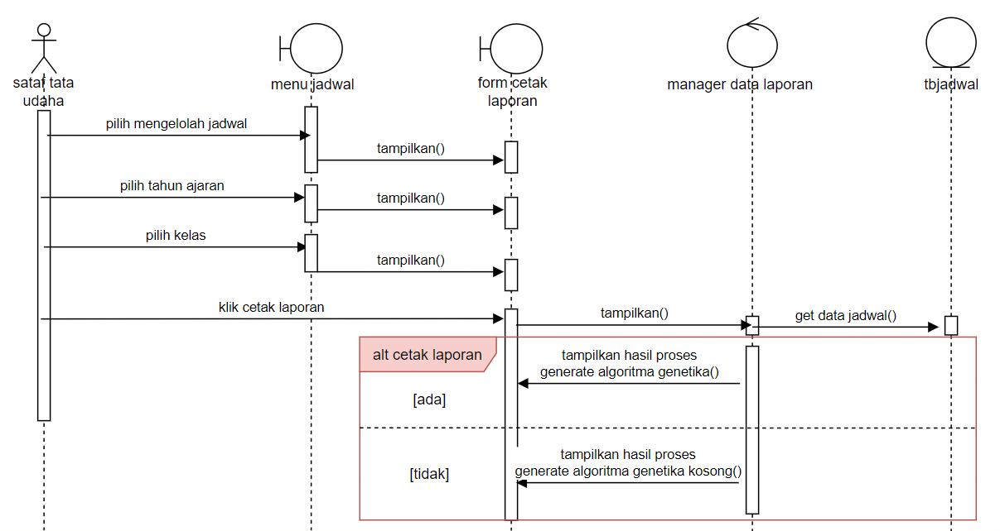 sataf tata
udaha
menu jadwal
form cetak
laporan
manager data laporan
tbjadwal
pilih mengelolah jadwal
tampilkan()
pilih tahun ajaran
tampilkan()
pilih kelas
tampilkan()
klik cetak laporan
tampilkan()
get data jadwal()
alt cetak laporan
tampilkan hasil proses
generate algoritma genetika()
[ada]
tampilkan hasil proses
generate algoritma genetika kosong()
[tidak]